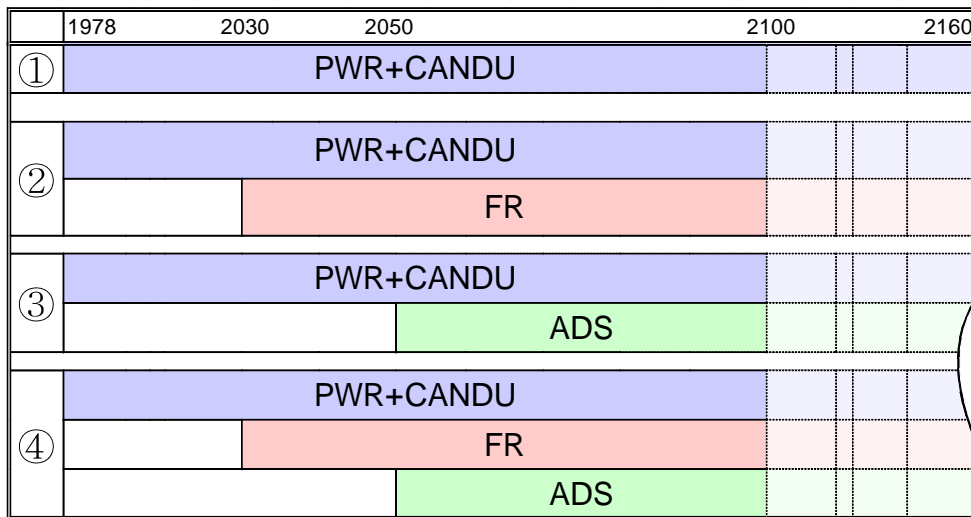 1978 2030 2050 2100 2160
① PWR+CANDU
② PWR+CANDU
FR
③ PWR+CANDU
ADS
④ PWR+CANDU
FR
ADS